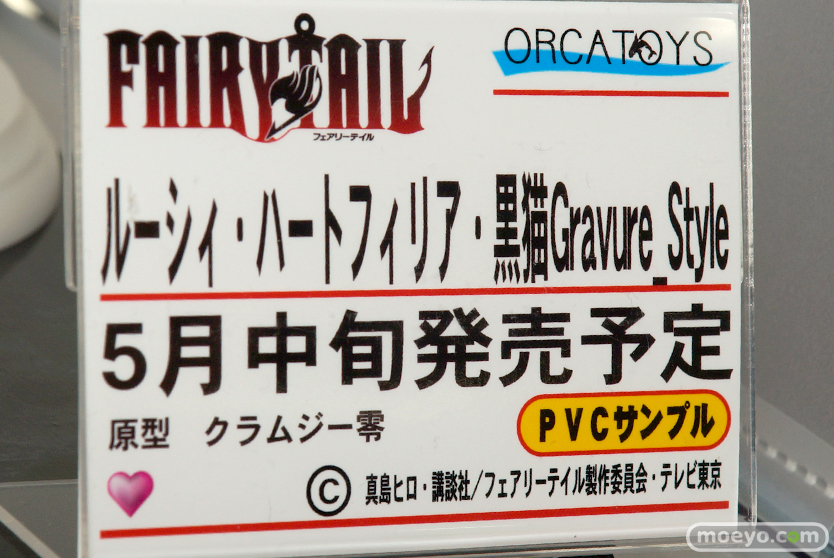 FAIRY TAIL
フェアリーテイル
ORCATOYS
ルーシィ・ハートフィリア・黒猫Gravure_Style
5月中旬発売予定
原型 クラムジー零
PVCサンプル
©真島ヒロ・講談社/フェアリーテイル製作委員会・テレビ東京
moeyo.com